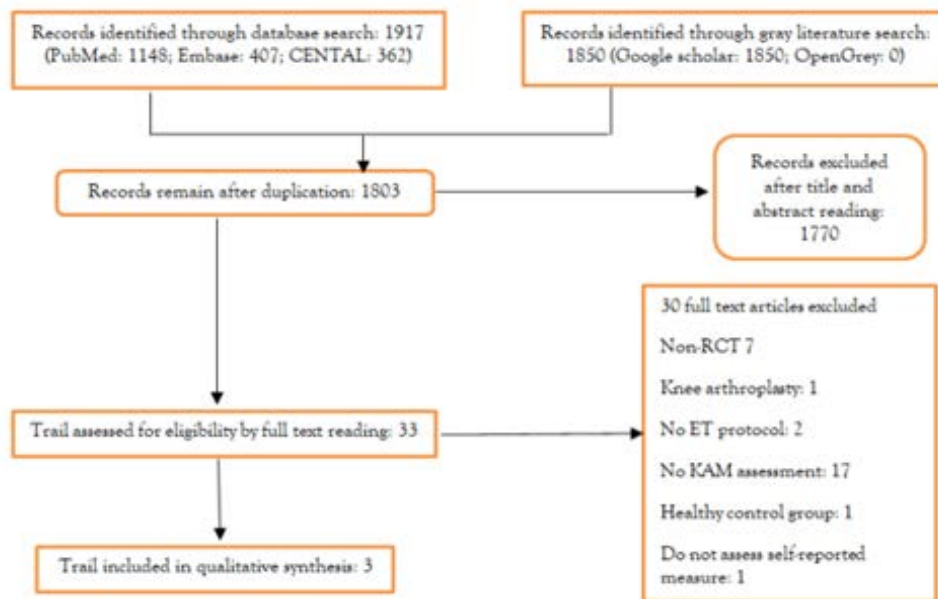 Records identified through database search: 1917
(PubMed: 1148; Embase: 407; CENTAL: 362)
Records identified through gray literature search:
1850 (Google scholar: 1850; OpenGrey: 0)
Records remain after duplication: 1803
Records excluded
after title and
abstract reading:
1770
30 full text articles excluded
Non-RCT 7
Knee arthroplasty: 1
No ET protocol: 2
No KAM assessment: 17
Healthy control group: 1
Do not assess self-reported
measure: 1
Trail assessed for eligibility by full text reading: 33
Trail included in qualitative synthesis: 3